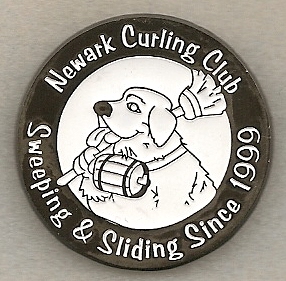 Newark Curling Club
Sweeping & Sliding Since 1999